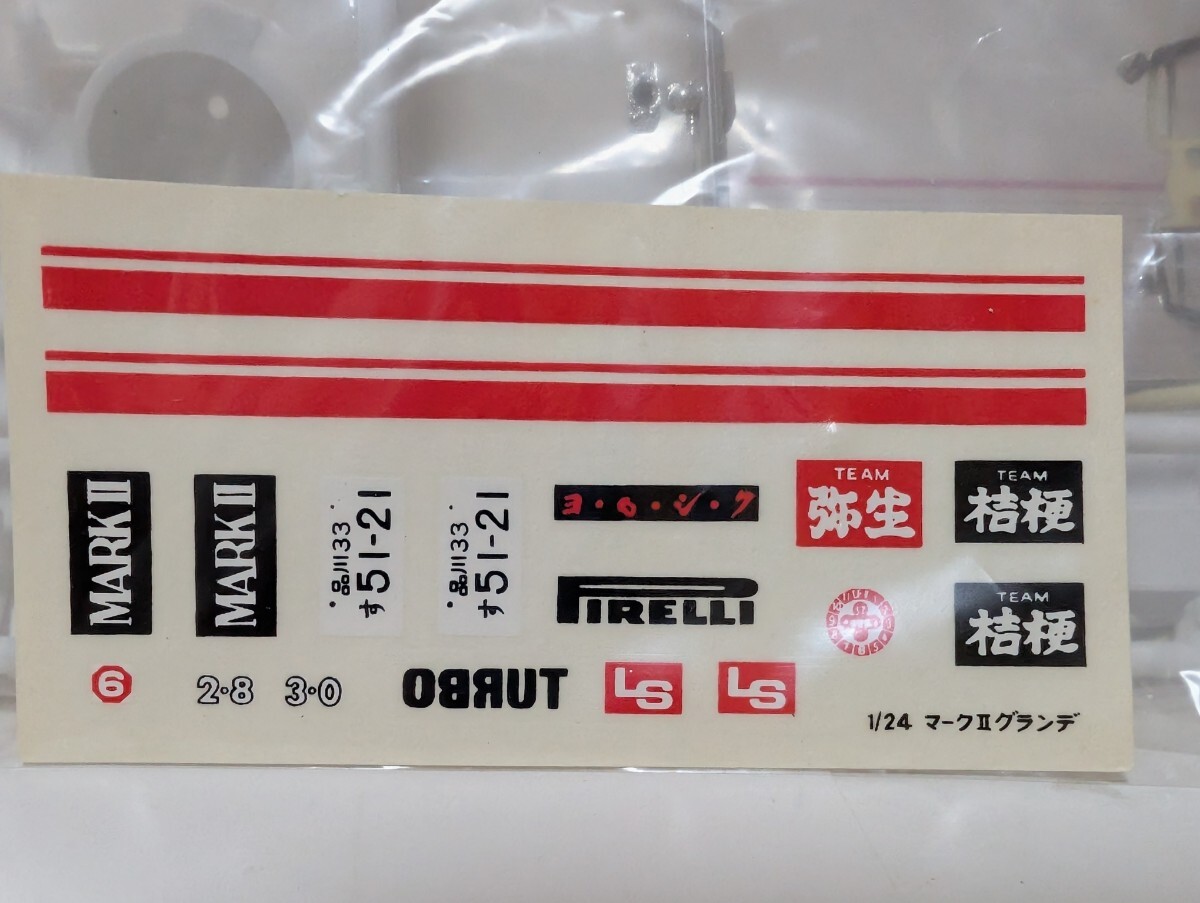 MARK II
MARK II
品川33
す51-21
品川33
す51-21
ヨ・ロ・シ・ク
PIRELLI
TEAM
弥生
TEAM
桔梗
TEAM
桔梗
6
2・8
3・0
TURBO
LS
LS
1/24 マークIIグランデ